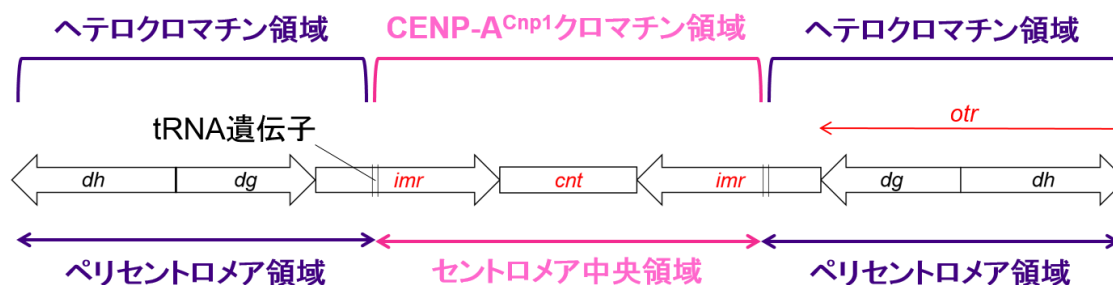 ヘテロクロマチン領域 CENP-ACnp1クロマチン領域 ヘテロクロマチン領域
tRNA遺伝子 otr
dh dg imr cnt imr dg dh
ペリセントロメア領域 セントロメア中央領域 ペリセントロメア領域